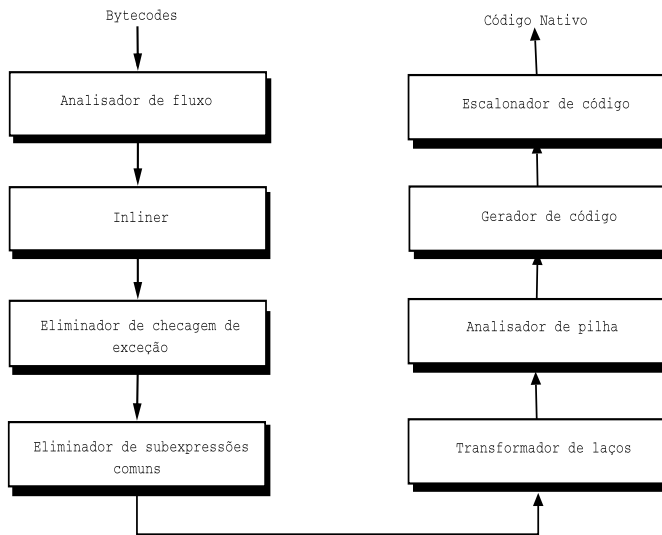 Bytecodes
Analisador de fluxo
Inliner
Eliminador de checagem de
exceção
Eliminador de subexpressões
comuns
Código Nativo
Escalonador de código
Gerador de código
Analisador de pilha
Transformador de laços